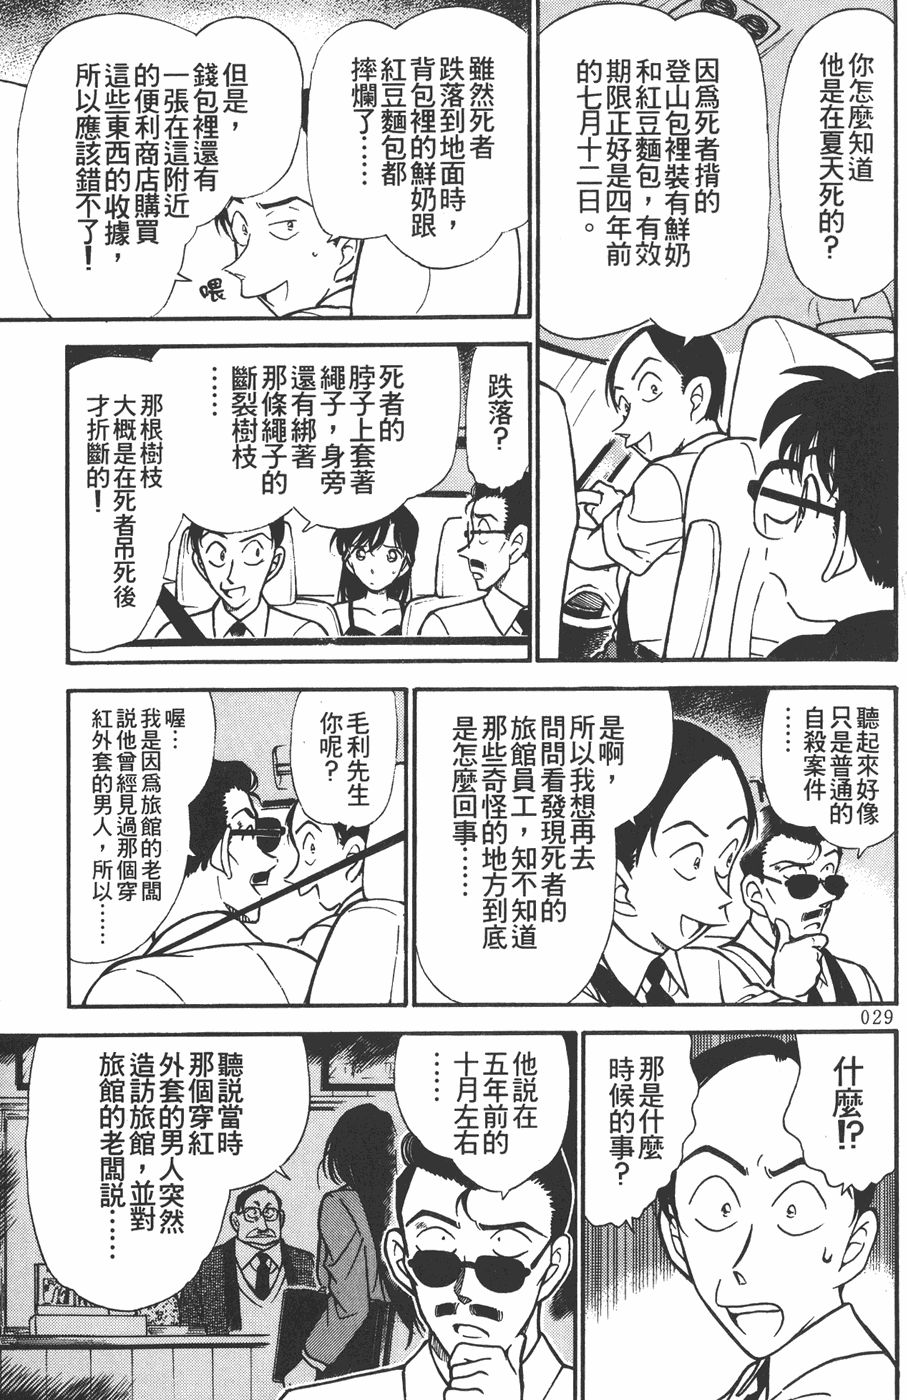 你怎麼知道
他是在夏天死的？
因爲死者揹的
登山包裡裝有鮮奶
和紅豆麵包，有效
期限正好是四年前
的七月十二日。
雖然死者
跌落到地面時，
背包裡的鮮奶跟
紅豆麵包都
摔爛了……
但是，
錢包裡還有
一張在這附近
的便利商店購買
這些東西的收據，
所以應該錯不了！
喂
跌落？
死者的
脖子上套著
繩子，身旁
還有綁著
那條繩子的
斷裂樹枝
……
那根樹枝
大概是在死者吊死後
才折斷的！
聽起來好像
只是普通的
自殺案件
……
是啊，
所以我想再去
問問看發現死者的
旅館員工，知不知道
那些奇怪的地方到底
是怎麼回事……
毛利先生
你呢？
喔…
我是因爲旅館的老闆
說他曾經見過那個穿
紅外套的男人，所以……
029
什麼!?
那是什麼
時候的事？
他說在
五年前的
十月左右
……
聽說當時
那個穿紅
外套的男人突然
造訪旅館，並對
旅館的老闆說……